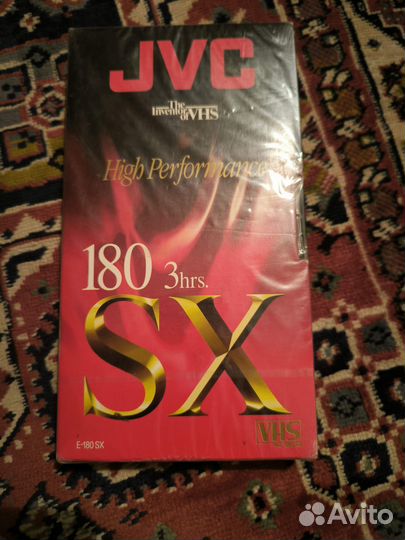 JVC
The
Inventor of VHS
High Performance
180 3hrs.
SX
VHS
E-180 SX
Avito